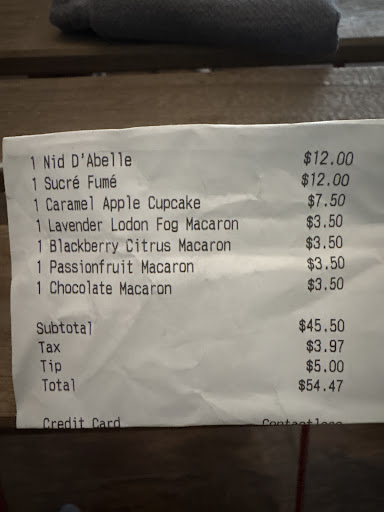 1 Nid D'Abelle $12.00
1 Sucré Fumé $12.00
1 Caramel Apple Cupcake $7.50
1 Lavender Lodon Fog Macaron $3.50
1 Blackberry Citrus Macaron $3.50
1 Passionfruit Macaron $3.50
1 Chocolate Macaron $3.50
Subtotal $45.50
Tax $3.97
Tip $5.00
Total $54.47
Credit Card Contactless